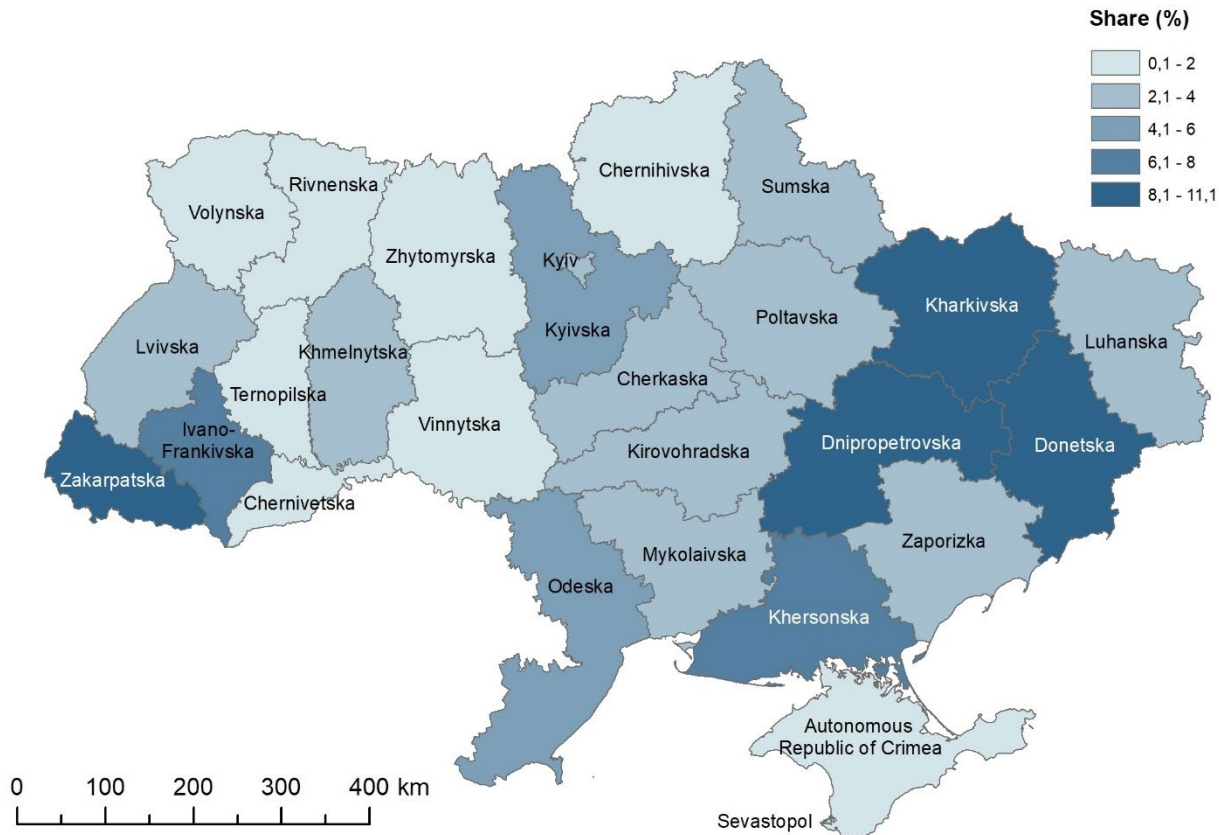 Share (%)
0,1 - 2
2,1 - 4
4,1 - 6
6,1 - 8
8,1 - 11,1
Chernihivska
Sumska
Rivnenska
Volynska
Zhytomyrska
Kyiv
Kharkivska
Kyivska
Poltavska
Luhanska
Lvivska
Khmelnytska
Cherkaska
Ternopilska
Vinnytska
Ivano-
Frankivska
Kirovohradska
Dnipropetrovska
Donetska
Zakarpatska
Chernivetska
Zaporizka
Mykolaivska
Odeska
Khersonska
Autonomous
Republic of Crimea
Sevastopol
0 100 200 300 400 km